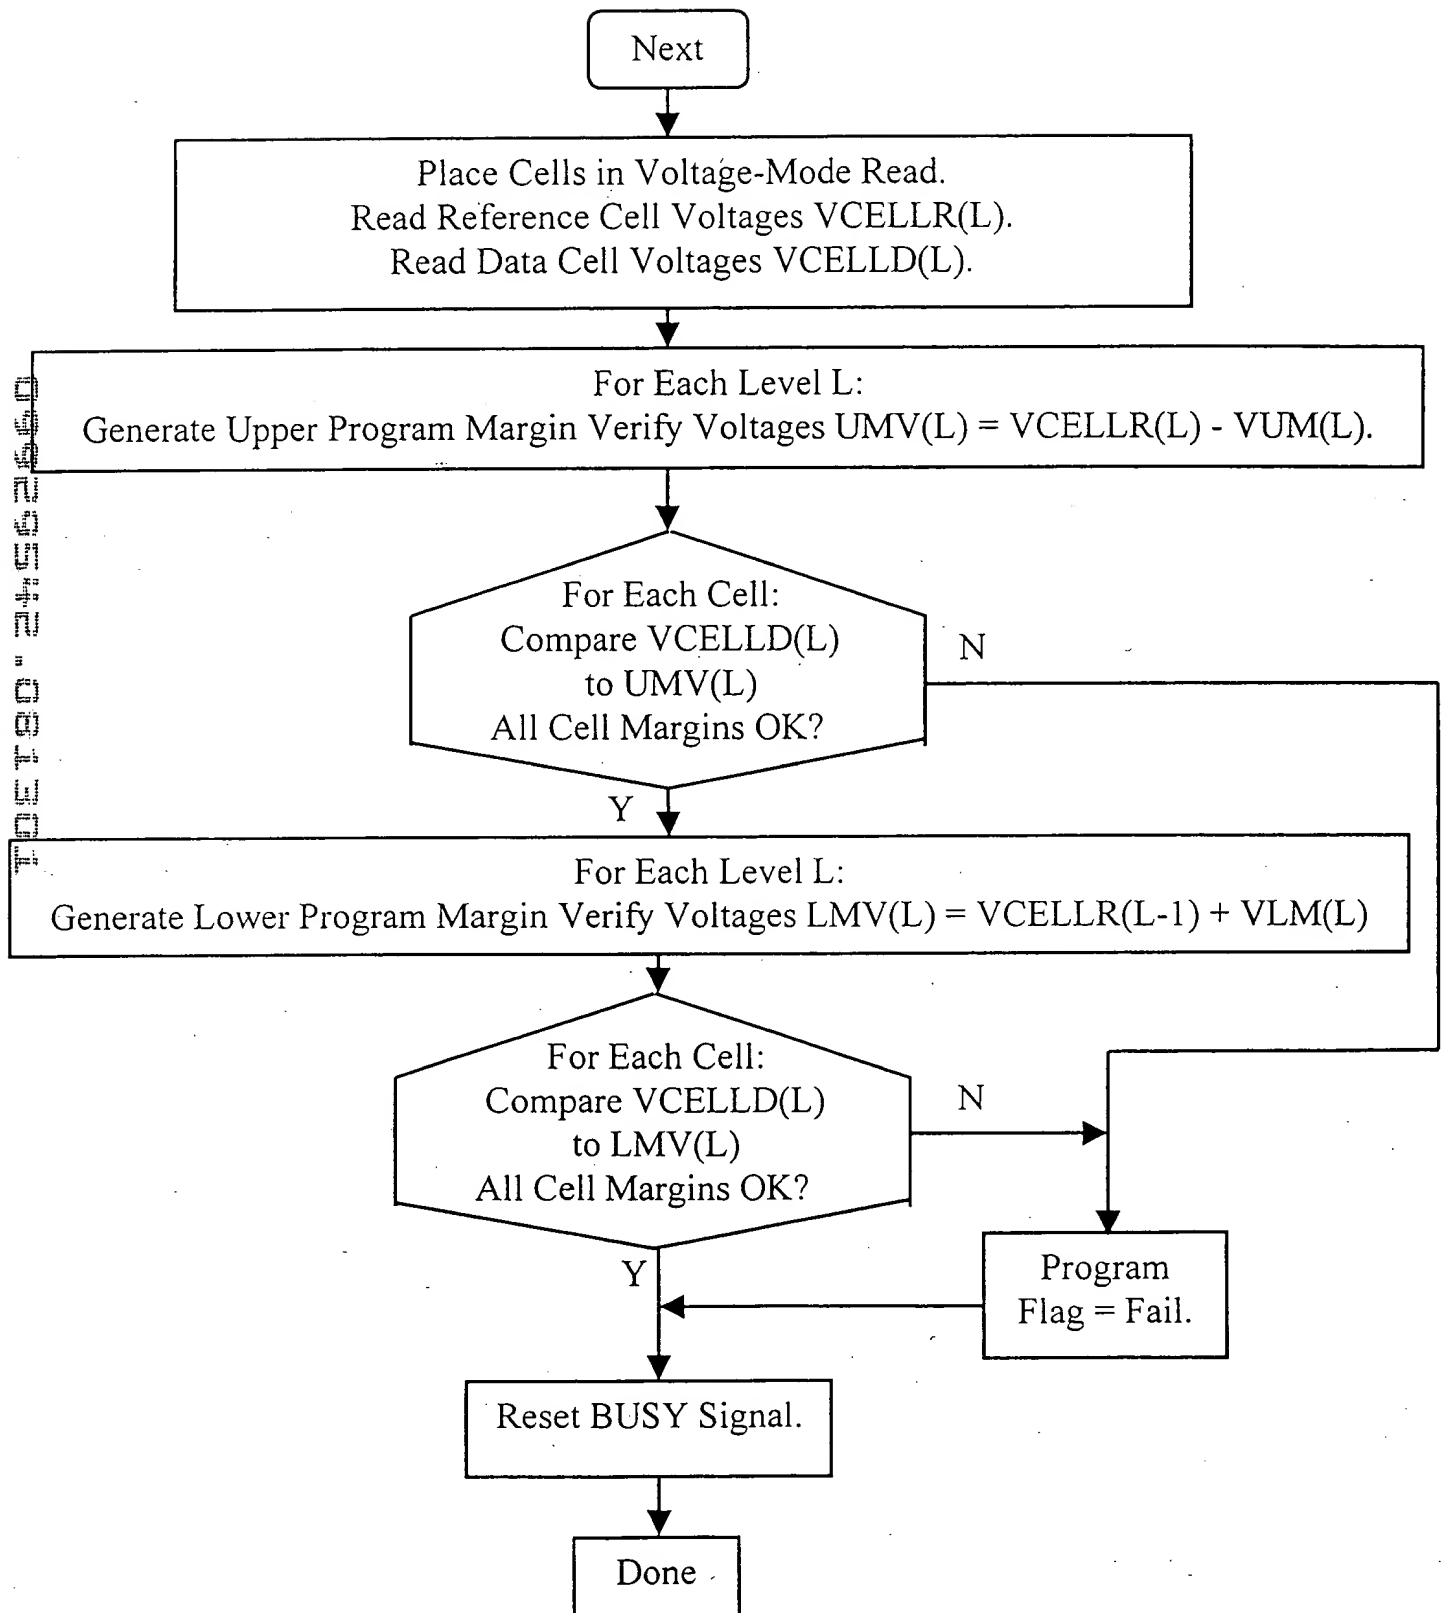 Next
Place Cells in Voltage-Mode Read.
Read Reference Cell Voltages VCELLR(L).
Read Data Cell Voltages VCELLD(L).
For Each Level L:
Generate Upper Program Margin Verify Voltages UMV(L) = VCELLR(L) - VUM(L).
For Each Cell:
Compare VCELLD(L)
to UMV(L)
All Cell Margins OK?
N
Y
For Each Level L:
Generate Lower Program Margin Verify Voltages LMV(L) = VCELLR(L-1) + VLM(L)
For Each Cell:
Compare VCELLD(L)
to LMV(L)
All Cell Margins OK?
N
Y
Program
Flag = Fail.
Reset BUSY Signal.
Done